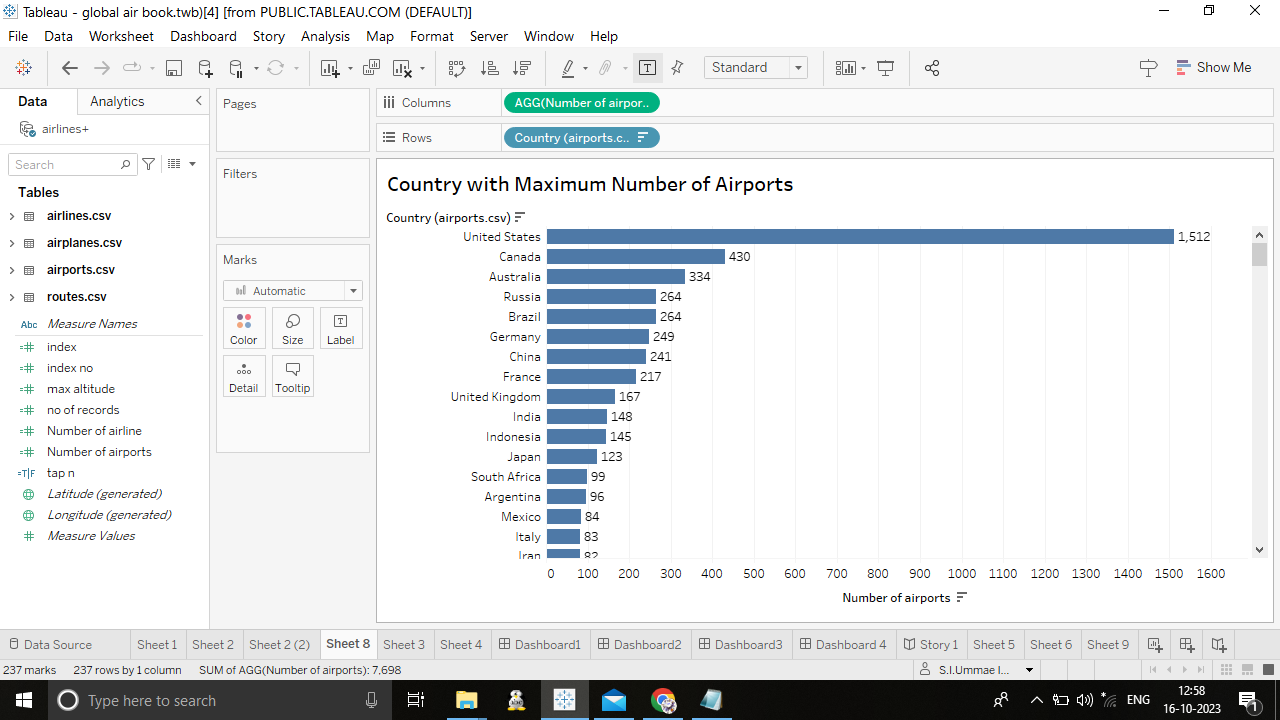 Tableau - global air book.twb)[4] [from PUBLIC.TABLEAU.COM (DEFAULT)]
File Data Worksheet Dashboard Story Analysis Map Format Server Window Help
Standard
Show Me
Data Analytics
airlines+
Search
Tables
airlines.csv
airplanes.csv
airports.csv
routes.csv
Abc Measure Names
index
index no
max altitude
no of records
Number of airline
Number of airports
T|F tap n
Latitude (generated)
Longitude (generated)
Measure Values
Pages
Filters
Marks
Automatic
Color Size Label
Detail Tooltip
Columns AGG(Number of airpor..
Rows Country (airports.c..
Country with Maximum Number of Airports
Country (airports.csv)
United States 1,512
Canada 430
Australia 334
Russia 264
Brazil 264
Germany 249
China 241
France 217
United Kingdom 167
India 148
Indonesia 145
Japan 123
South Africa 99
Argentina 96
Mexico 84
Italy 83
Iran 82
0 100 200 300 400 500 600 700 800 900 1000 1100 1200 1300 1400 1500 1600
Number of airports
Data Source Sheet 1 Sheet 2 Sheet 2 (2) Sheet 8 Sheet 3 Sheet 4 Dashboard1 Dashboard2 Dashboard3 Dashboard 4 Story 1 Sheet 5 Sheet 6 Sheet 9
237 marks 237 rows by 1 column SUM of AGG(Number of airports): 7,698 S.I.Ummae I...
Type here to search
ENG
12:58
16-10-2023
1